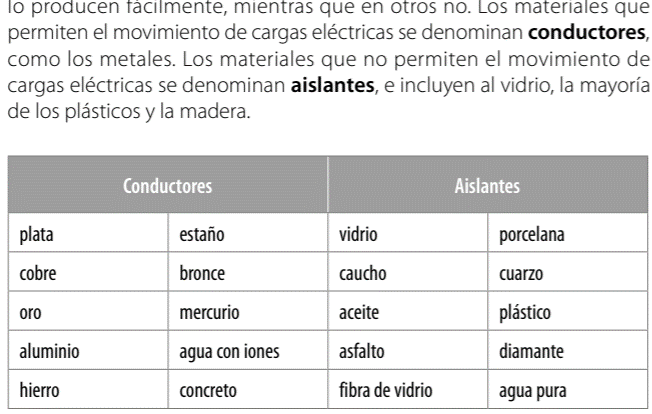 lo producen fácilmente, mientras que en otros no. Los materiales que
permiten el movimiento de cargas eléctricas se denominan conductores,
como los metales. Los materiales que no permiten el movimiento de
cargas eléctricas se denominan aislantes, e incluyen al vidrio, la mayoría
de los plásticos y la madera.
Conductores Aislantes
plata estaño vidrio porcelana
cobre bronce caucho cuarzo
oro mercurio aceite plástico
aluminio agua con iones asfalto diamante
hierro concreto fibra de vidrio agua pura